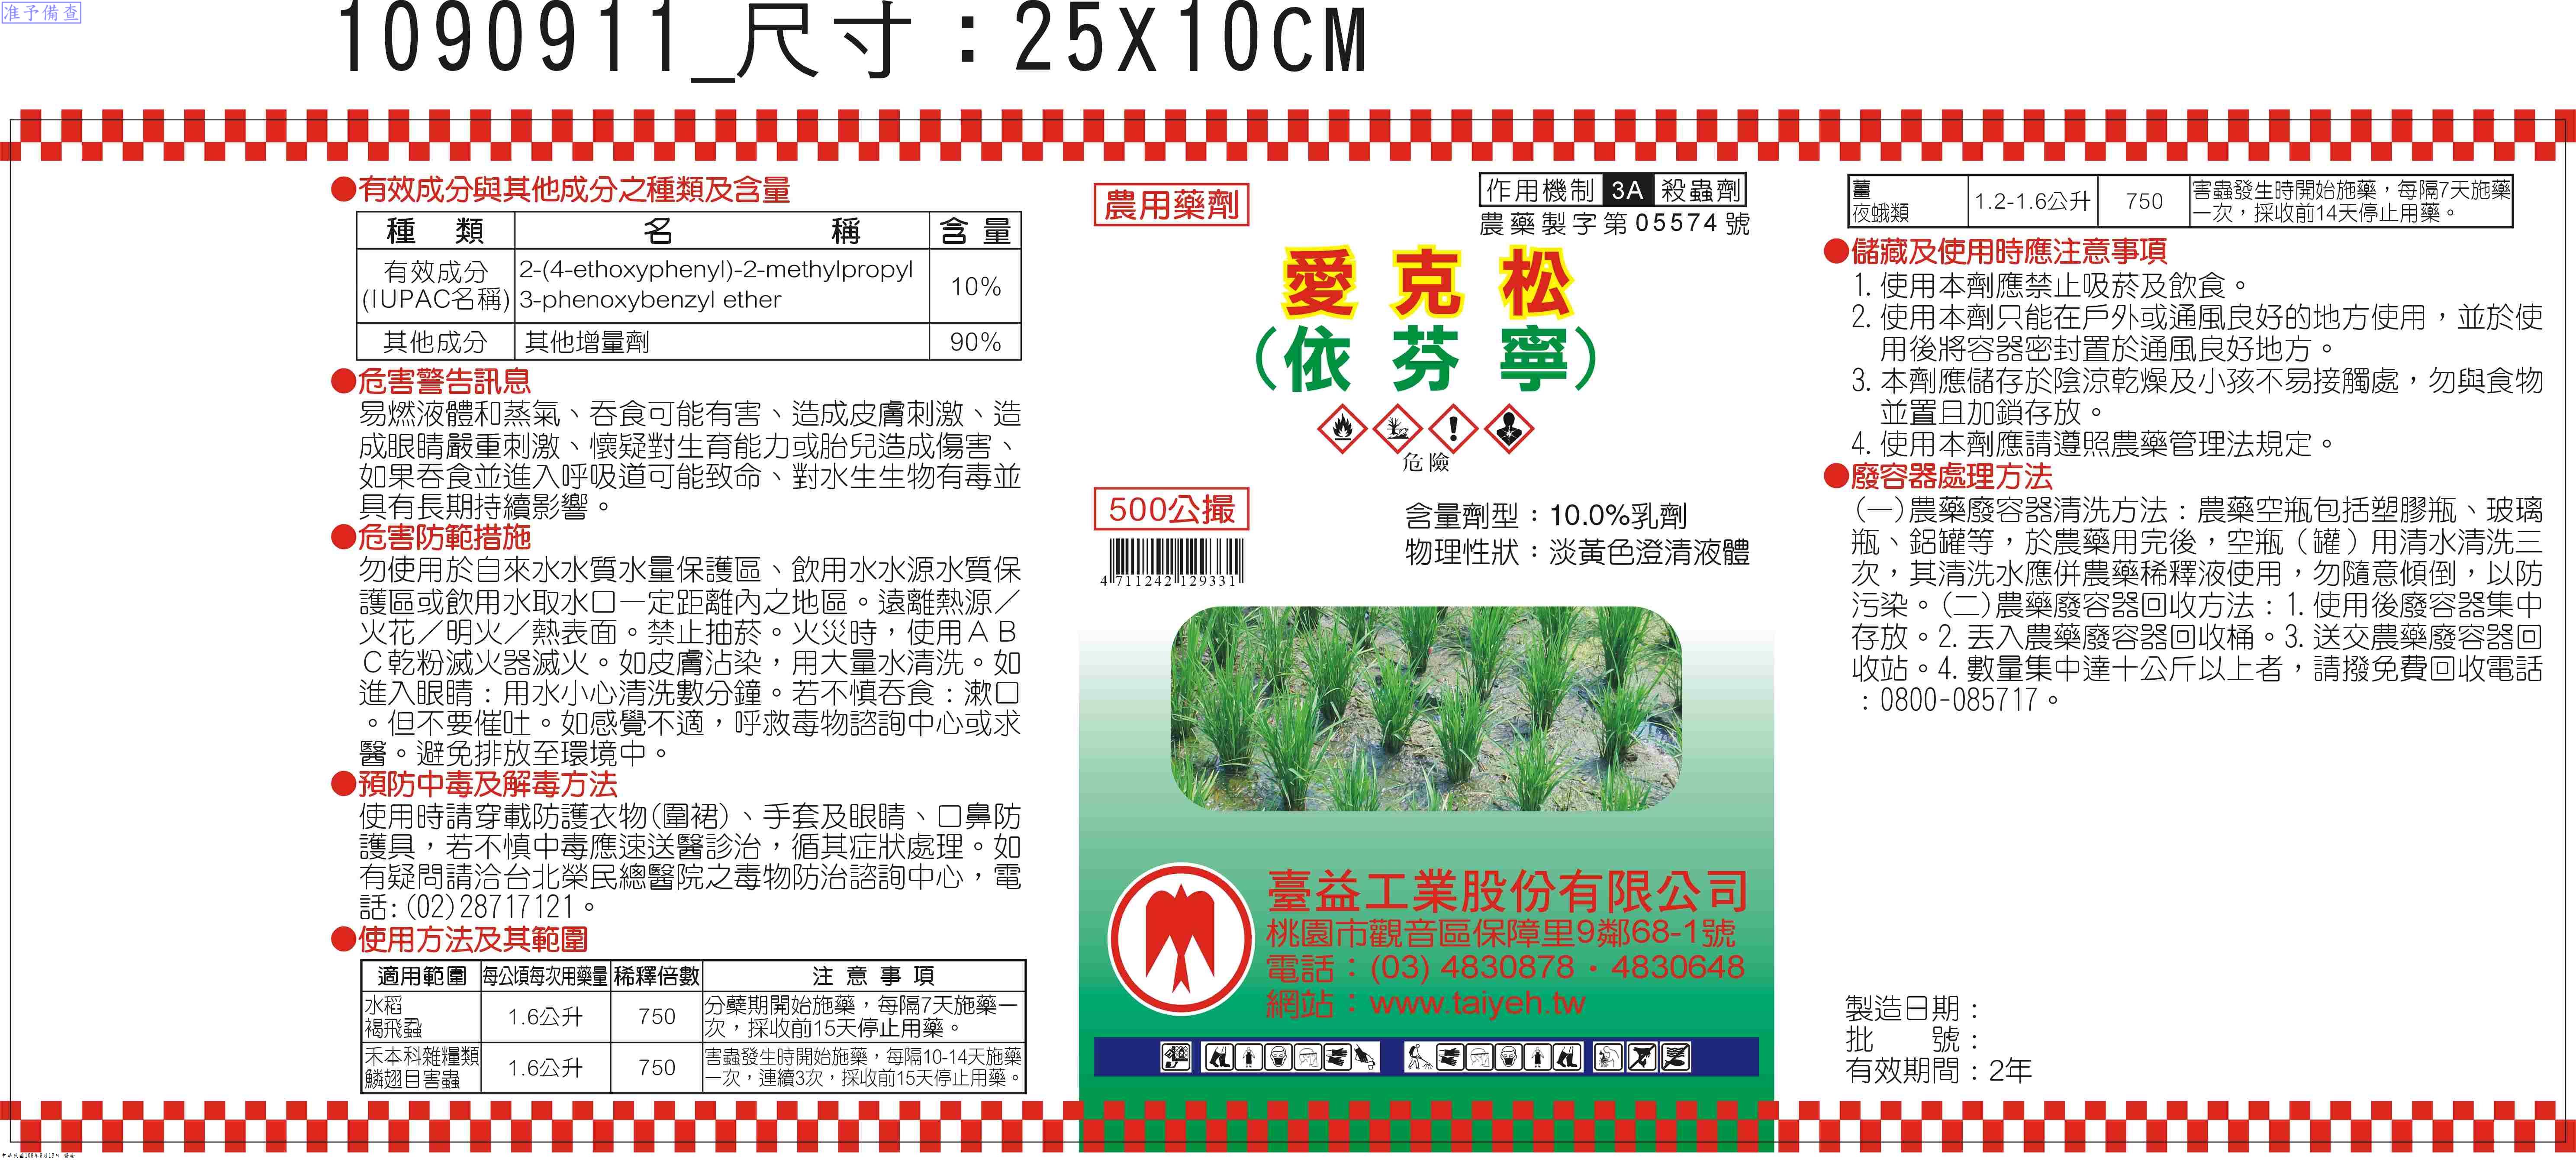 准予備查
1090911_尺寸：25X10CM
●有效成分與其他成分之種類及含量
種 類 名 稱 含量
有效成分 (IUPAC名稱) 2-(4-ethoxyphenyl)-2-methylpropyl 3-phenoxybenzyl ether 10%
其他成分 其他增量劑 90%
●危害警告訊息
易燃液體和蒸氣、吞食可能有害、造成皮膚刺激、造
成眼睛嚴重刺激、懷疑對生育能力或胎兒造成傷害、
如果吞食並進入呼吸道可能致命、對水生生物有毒並
具有長期持續影響。
●危害防範措施
勿使用於自來水水質水量保護區、飲用水水源水質保
護區或飲用水取水口一定距離內之地區。遠離熱源／
火花／明火／熱表面。禁止抽菸。火災時，使用ＡＢ
Ｃ乾粉滅火器滅火。如皮膚沾染，用大量水清洗。如
進入眼睛：用水小心清洗數分鐘。若不慎吞食：漱口
。但不要催吐。如感覺不適，呼救毒物諮詢中心或求
醫。避免排放至環境中。
●預防中毒及解毒方法
使用時請穿載防護衣物(圍裙)、手套及眼睛、口鼻防
護具，若不慎中毒應速送醫診治，循其症狀處理。如
有疑問請洽台北榮民總醫院之毒物防治諮詢中心，電
話:(02)28717121。
●使用方法及其範圍
適用範圍 每公頃每次用藥量 稀釋倍數 注意事項
水稻 褐飛蝨 1.6公升 750 分蘗期開始施藥，每隔7天施藥一次，採收前15天停止用藥。
禾本科雜糧類 鱗翅目害蟲 1.6公升 750 害蟲發生時開始施藥，每隔10-14天施藥一次，連續3次，採收前15天停止用藥。
農用藥劑
作用機制 3A 殺蟲劑
農藥製字第05574號
愛克松
(依芬寧)
危險
500公撮
4 711242 129331
含量劑型：10.0%乳劑
物理性狀：淡黃色澄清液體
臺益工業股份有限公司
桃園市觀音區保障里9鄰68-1號
電話：(03) 4830878・4830648
網站：www.taiyeh.tw
薑 夜蛾類 1.2-1.6公升 750 害蟲發生時開始施藥，每隔7天施藥一次，採收前14天停止用藥。
●儲藏及使用時應注意事項
1. 使用本劑應禁止吸菸及飲食。
2. 使用本劑只能在戶外或通風良好的地方使用，並於使
用後將容器密封置於通風良好地方。
3. 本劑應儲存於陰涼乾燥及小孩不易接觸處，勿與食物
並置且加鎖存放。
4. 使用本劑應請遵照農藥管理法規定。
●廢容器處理方法
(一)農藥廢容器清洗方法：農藥空瓶包括塑膠瓶、玻璃
瓶、鋁罐等，於農藥用完後，空瓶（罐）用清水清洗三
次，其清洗水應併農藥稀釋液使用，勿隨意傾倒，以防
污染。(二)農藥廢容器回收方法：1. 使用後廢容器集中
存放。2. 丟入農藥廢容器回收桶。3. 送交農藥廢容器回
收站。4. 數量集中達十公斤以上者，請撥免費回收電話
：0800-085717。
製造日期：
批 號：
有效期間：2年